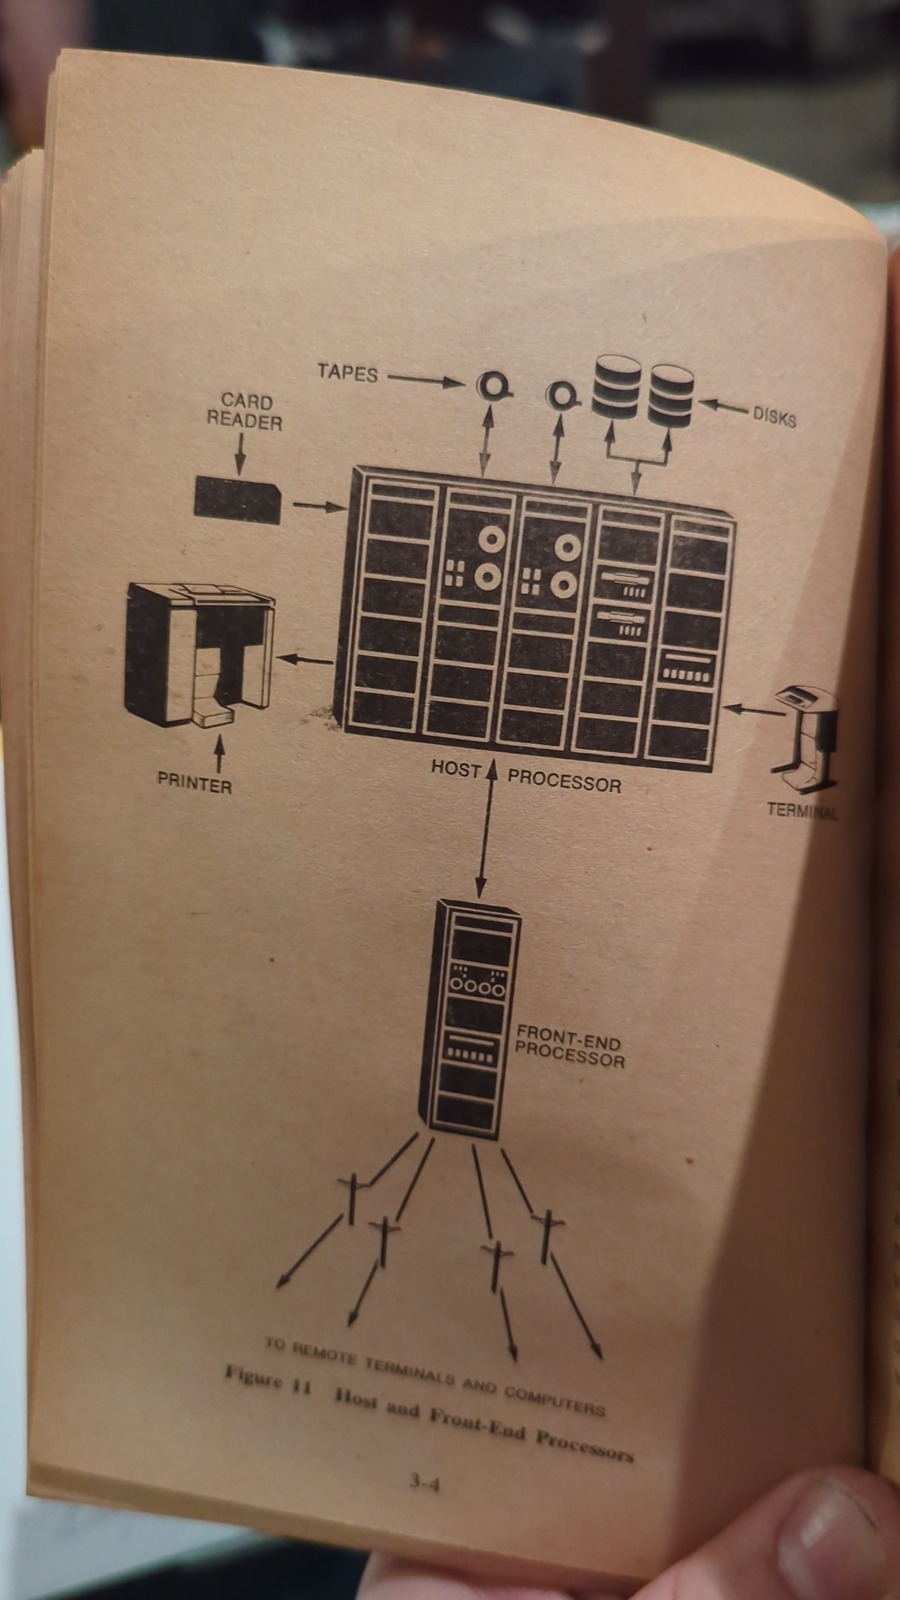 TAPES
DISKS
CARD
READER
PRINTER
HOST PROCESSOR
TERMINAL
FRONT-END
PROCESSOR
TO REMOTE TERMINALS AND COMPUTERS
Figure 11 Host and Front-End Processors
3-4